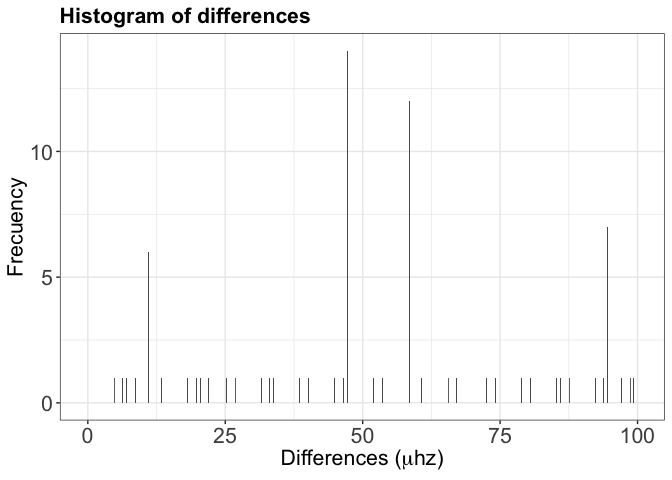 Histogram of differences
Frecuency
10
5
0
0 25 50 75 100
Differences (μhz)